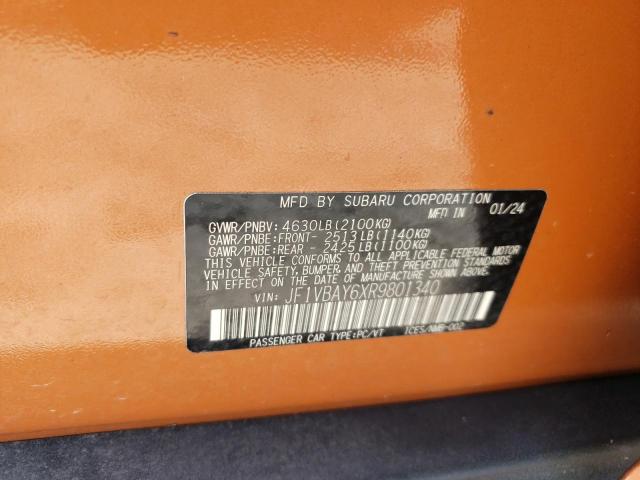 MFD BY SUBARU CORPORATION
MFD IN 01/24
GVWR/PNBV: 4630LB(2100KG)
GAWR/PNBE:FRONT- 2513LB(1140KG)
GAWR/PNBE:REAR - 2425LB(1100KG)
THIS VEHICLE CONFORMS TO ALL APPLICABLE FEDERAL MOTOR
VEHICLE SAFETY, BUMPER AND THEFT PREVENTION STANDARDS
IN EFFECT ON THE DATE OF MANUFACTURE SHOWN ABOVE.
VIN: JF1VBAY6XR9801340
PASSENGER CAR TYPE:PC/VT ICES/NMB-002